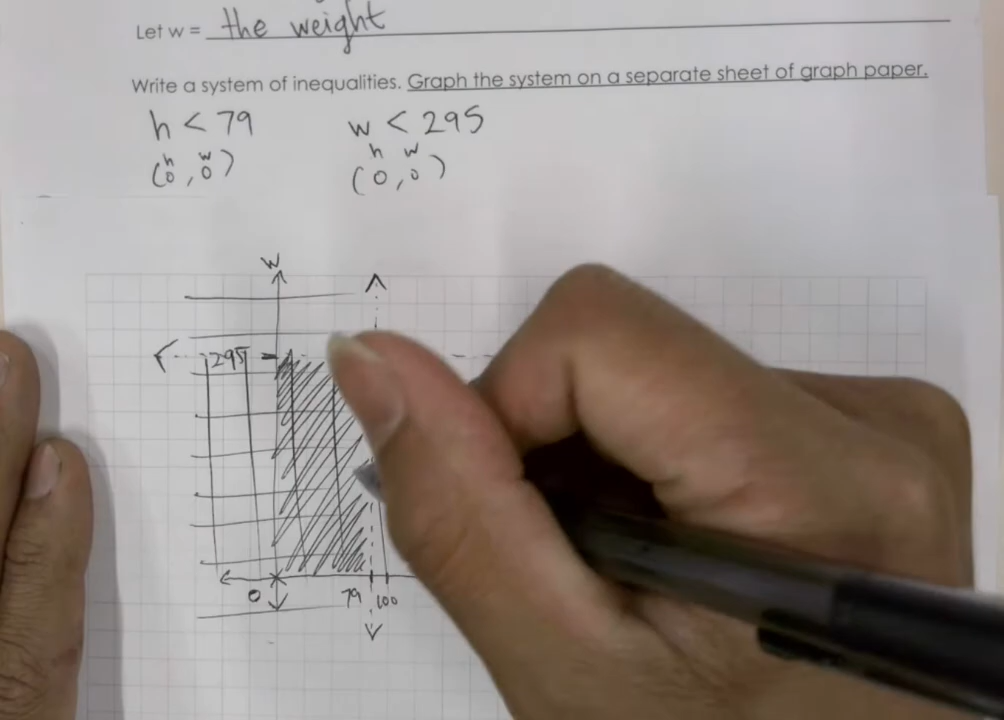 Let w = the weight
Write a system of inequalities. Graph the system on a separate sheet of graph paper.
h < 79 w < 295
h w h w
(0,0) (0,0)
w
295
0 79 100